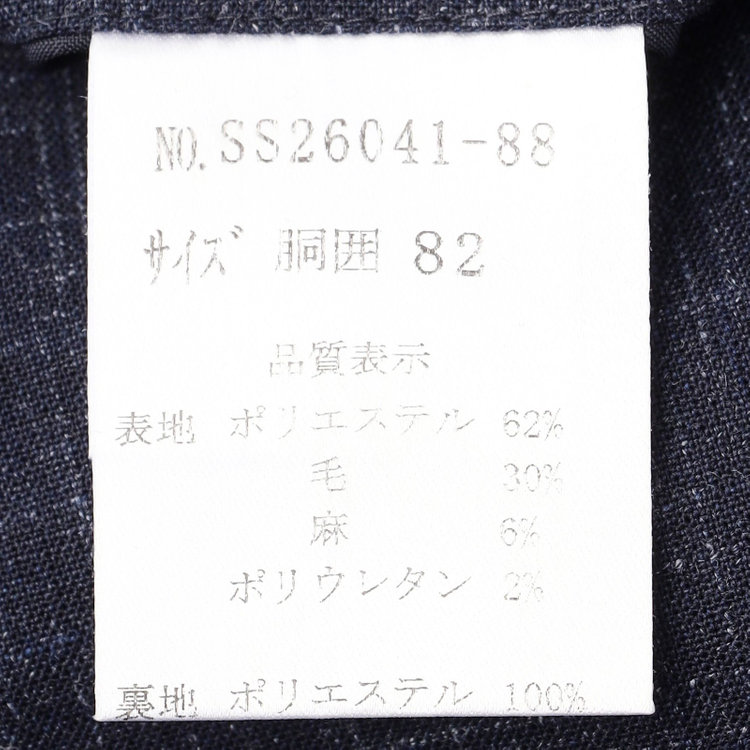 NO. SS26041-88
サイズ 胴囲 82
品質表示
表地 ポリエステル 62%
毛 30%
麻 6%
ポリウレタン 2%
裏地 ポリエステル 100%